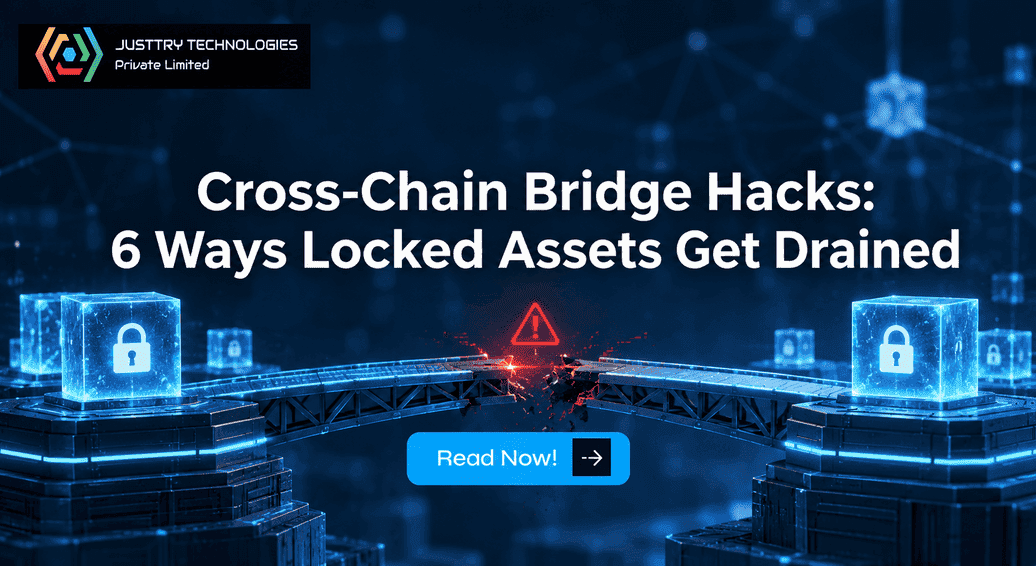 JUSTTRY TECHNOLOGIES
Private Limited
Cross-Chain Bridge Hacks:
6 Ways Locked Assets Get Drained
Read Now!